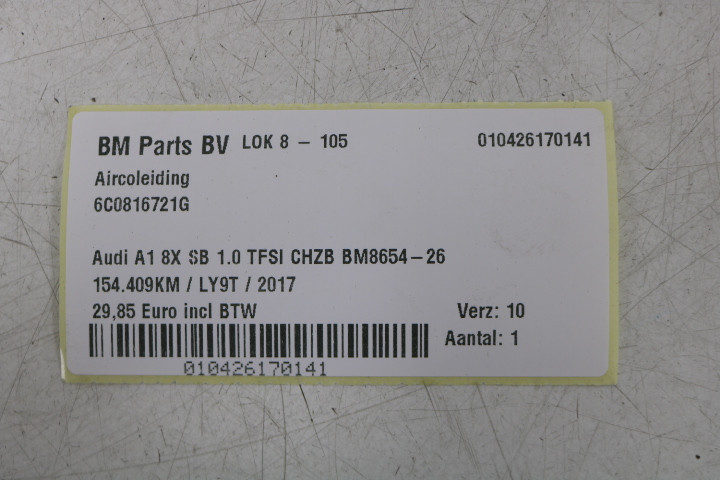 BM Parts BV LOK 8 - 105 010426170141
Aircoleiding
6C0816721G
Audi A1 8X SB 1.0 TFSI CHZB BM8654-26
154.409KM / LY9T / 2017
29,85 Euro incl BTW Verz: 10
Aantal: 1
010426170141